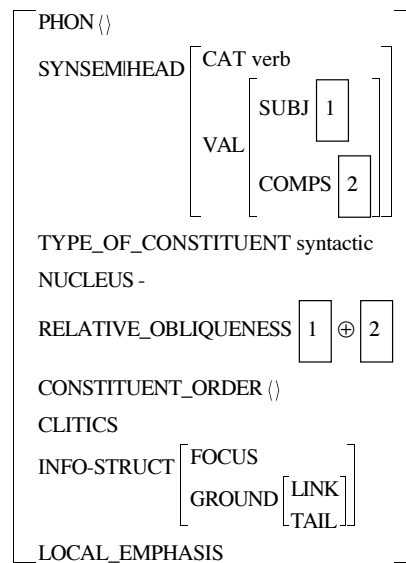 PHON ⟨⟩
SYNSEM|HEAD
CAT verb
VAL
SUBJ 1
COMPS 2
TYPE_OF_CONSTITUENT syntactic
NUCLEUS -
RELATIVE_OBLIQUENESS 1 ⊕ 2
CONSTITUENT_ORDER ⟨⟩
CLITICS
INFO-STRUCT
FOCUS
GROUND
LINK
TAIL
LOCAL_EMPHASIS